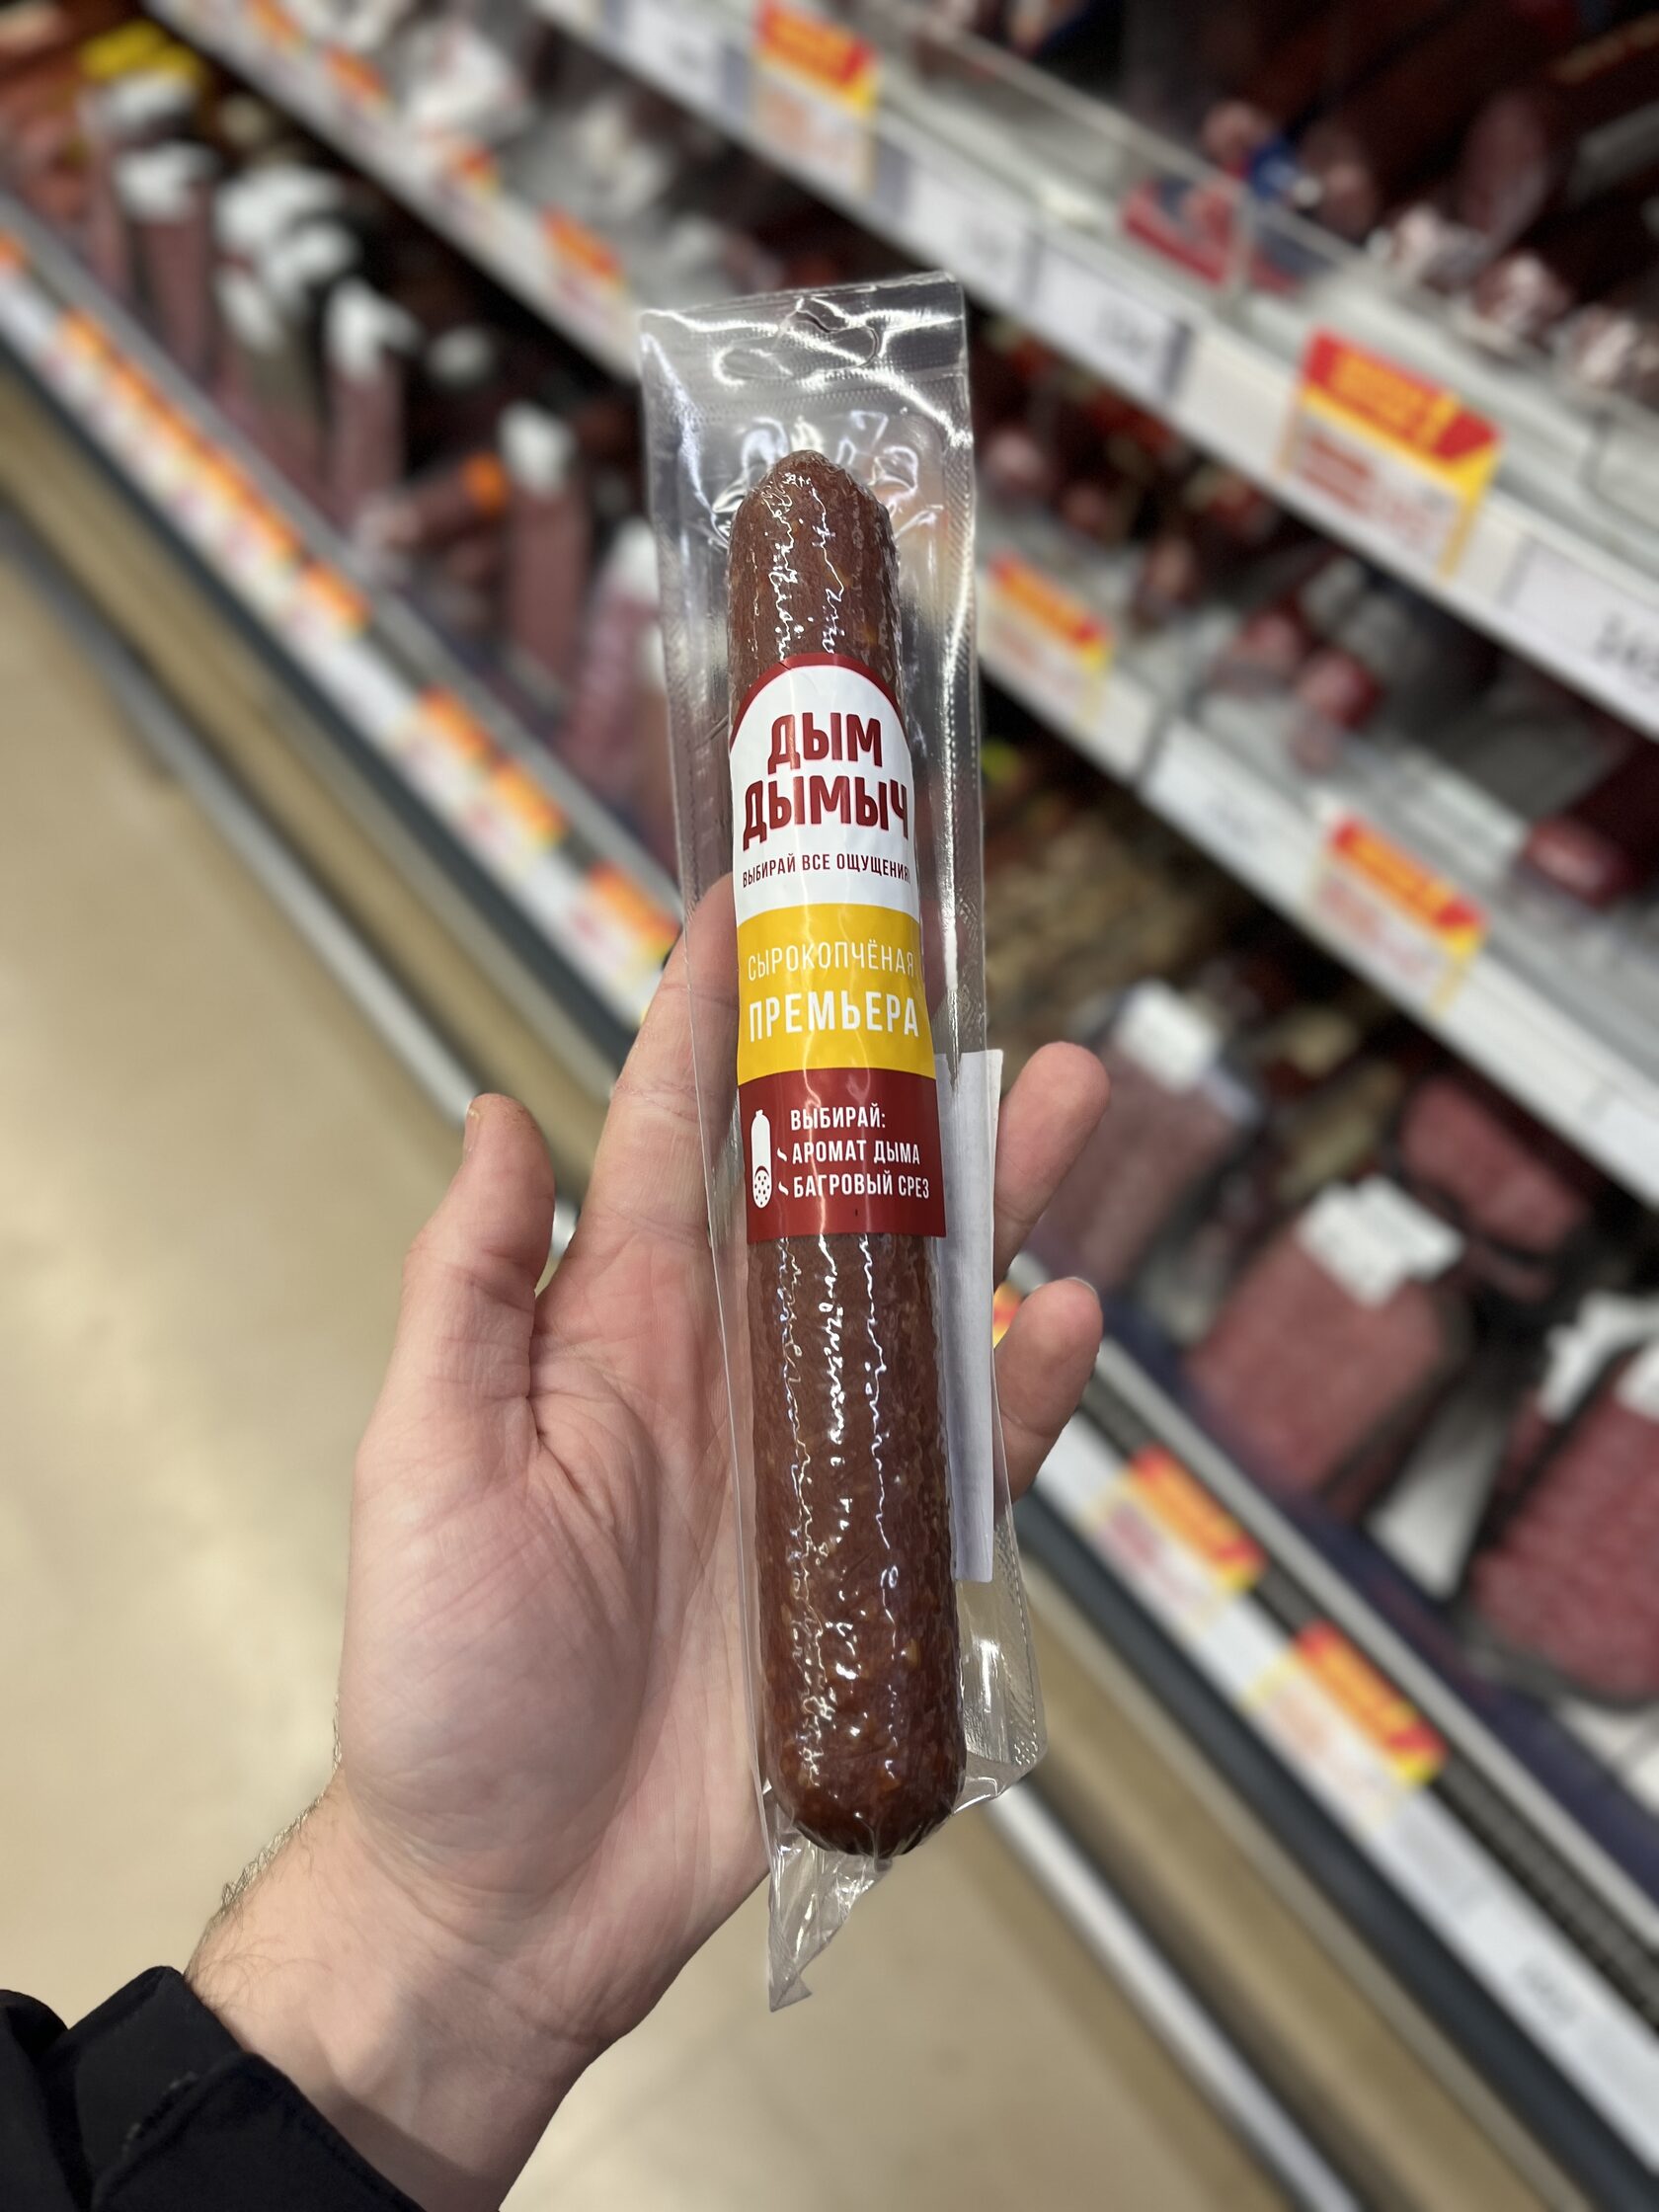 ДЫМ
ДЫМЫЧ
ВЫБИРАЙ ВСЕ ОЩУЩЕНИЯ
СЫРОКОПЧЁНАЯ
ПРЕМЬЕРА
ВЫБИРАЙ:
АРОМАТ ДЫМА
БАГРОВЫЙ СРЕЗ